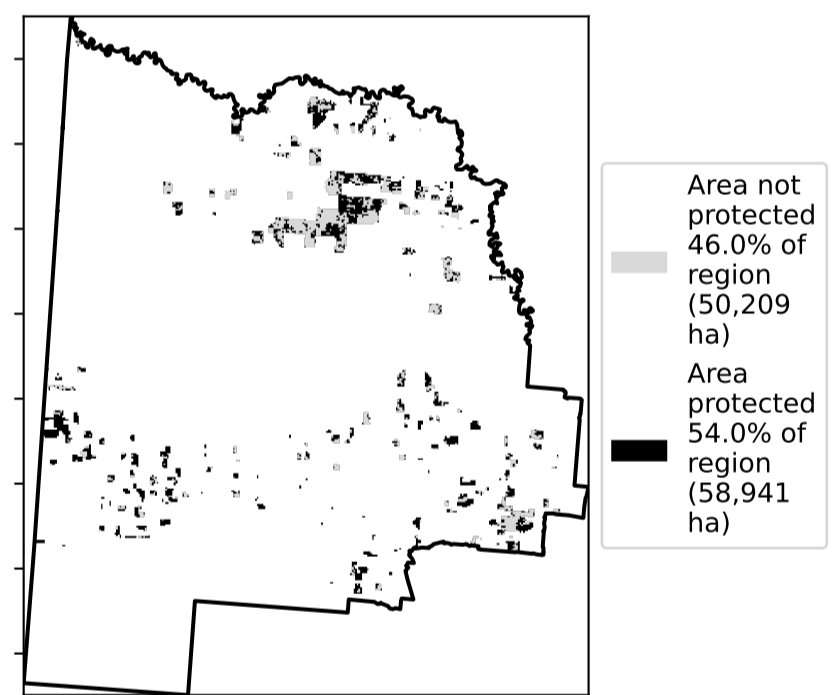 Area not
protected
46.0% of
region
(50,209
ha)
Area
protected
54.0% of
region
(58,941
ha)